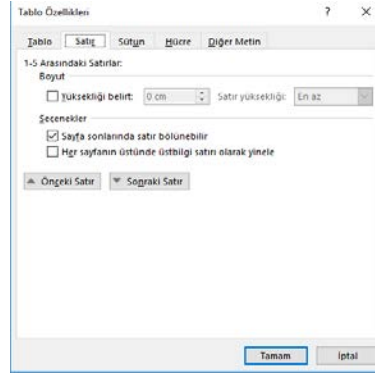 Tablo Özellikleri ? ×
Tablo Satır Sütun Hücre Diğer Metin
1-5 Arasındaki Satırlar:
Boyut
Yüksekliği belirt: 0 cm Satır yüksekliği: En az
Seçenekler
Sayfa sonlarında satır bölünebilir
Her sayfanın üstünde üstbilgi satırı olarak yinele
Önceki Satır Sonraki Satır
Tamam İptal